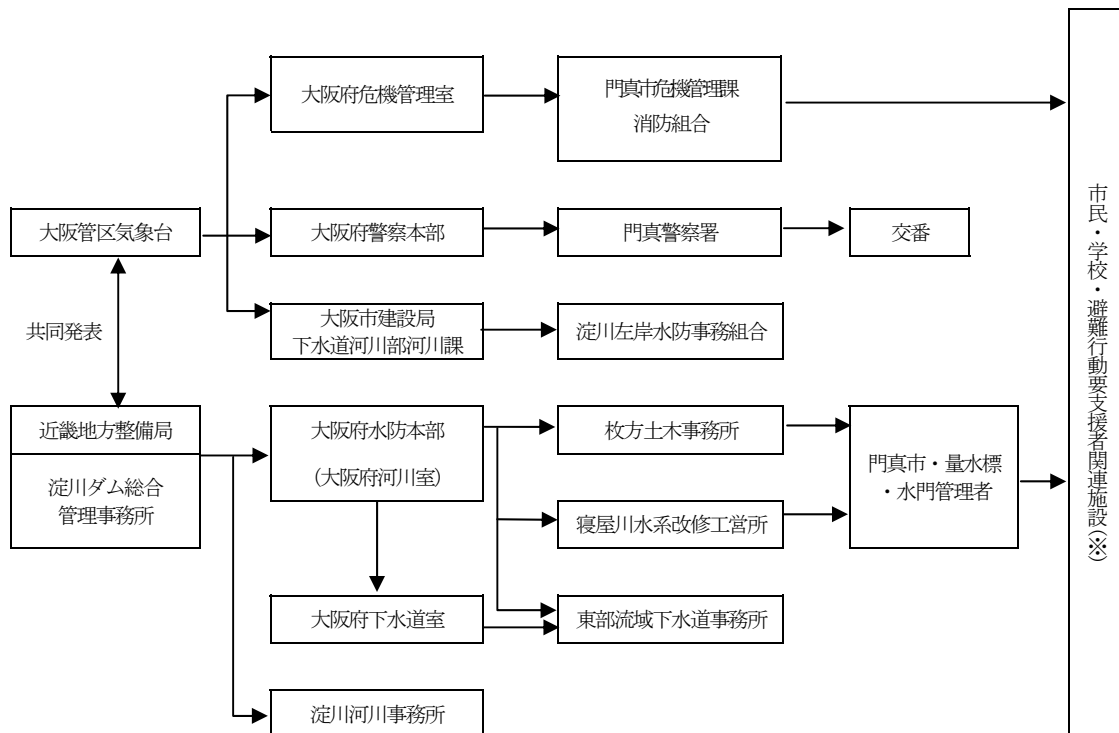 大阪府危機管理室
門真市危機管理課
消防組合
大阪管区気象台
大阪府警察本部
門真警察署
交番
共同発表
大阪市建設局
下水道河川部河川課
淀川左岸水防事務組合
近畿地方整備局
淀川ダム総合
管理事務所
大阪府水防本部
(大阪府河川室)
枚方土木事務所
寝屋川水系改修工営所
門真市・量水標
・水門管理者
大阪府下水道室
東部流域下水道事務所
淀川河川事務所
市民・学校・避難行動要支援者関連施設(※)